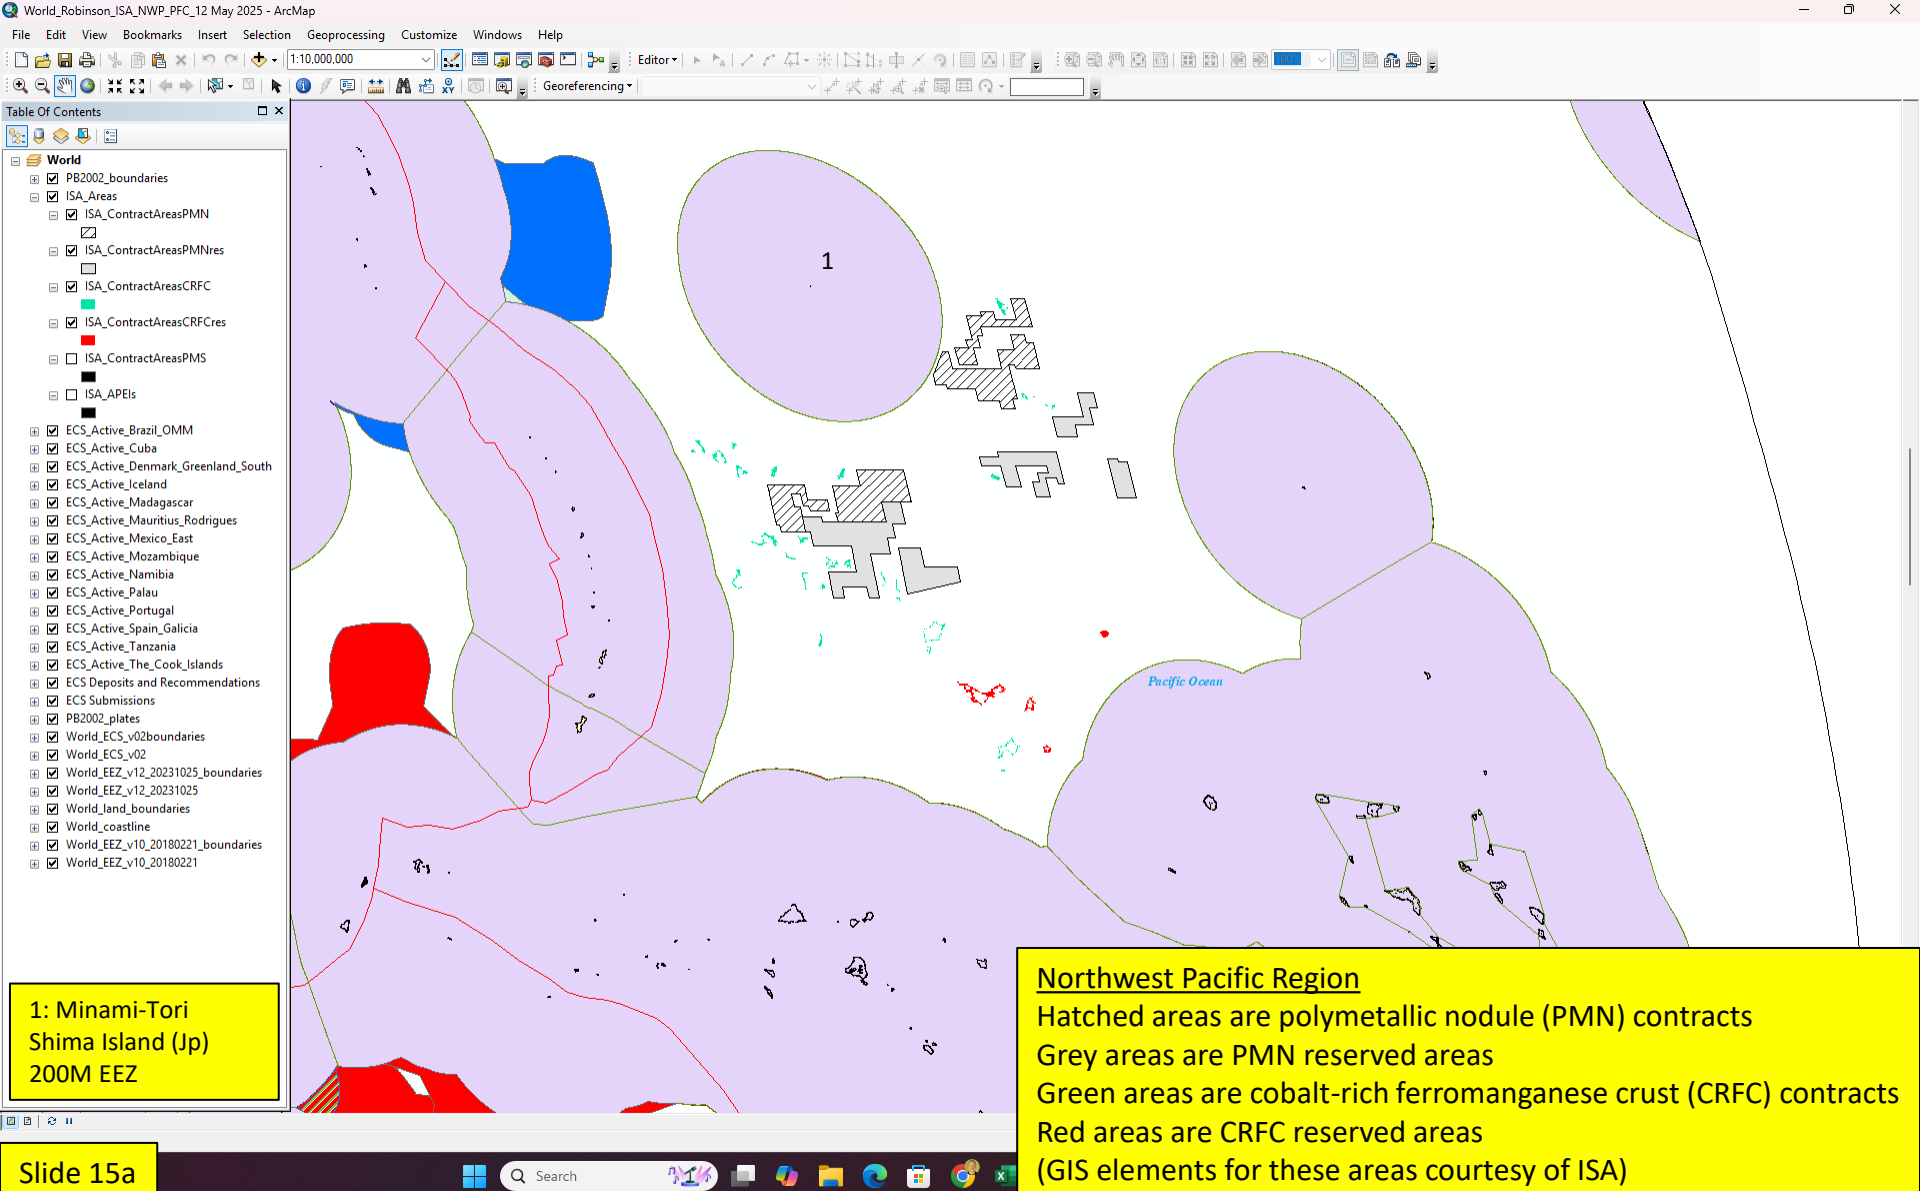 World_Robinson_ISA_NWP_PFC_12 May 2025 - ArcMap
File Edit View Bookmarks Insert Selection Geoprocessing Customize Windows Help
1:10,000,000
Editor
100%
Georeferencing
Table Of Contents
World
PB2002_boundaries
ISA_Areas
ISA_ContractAreasPMN
ISA_ContractAreasPMNres
ISA_ContractAreasCRFC
ISA_ContractAreasCRFCres
ISA_ContractAreasPMS
ISA_APEIs
ECS_Active_Brazil_OMM
ECS_Active_Cuba
ECS_Active_Denmark_Greenland_South
ECS_Active_Iceland
ECS_Active_Madagascar
ECS_Active_Mauritius_Rodrigues
ECS_Active_Mexico_East
ECS_Active_Mozambique
ECS_Active_Namibia
ECS_Active_Palau
ECS_Active_Portugal
ECS_Active_Spain_Galicia
ECS_Active_Tanzania
ECS_Active_The_Cook_Islands
ECS Deposits and Recommendations
ECS Submissions
PB2002_plates
World_ECS_v02boundaries
World_ECS_v02
World_EEZ_v12_20231025_boundaries
World_EEZ_v12_20231025
World_land_boundaries
World_coastline
World_EEZ_v10_20180221_boundaries
World_EEZ_v10_20180221
1
Pacific Ocean
1: Minami-Tori
Shima Island (Jp)
200M EEZ
Northwest Pacific Region
Hatched areas are polymetallic nodule (PMN) contracts
Grey areas are PMN reserved areas
Green areas are cobalt-rich ferromanganese crust (CRFC) contracts
Red areas are CRFC reserved areas
(GIS elements for these areas courtesy of ISA)
Slide 15a
Search